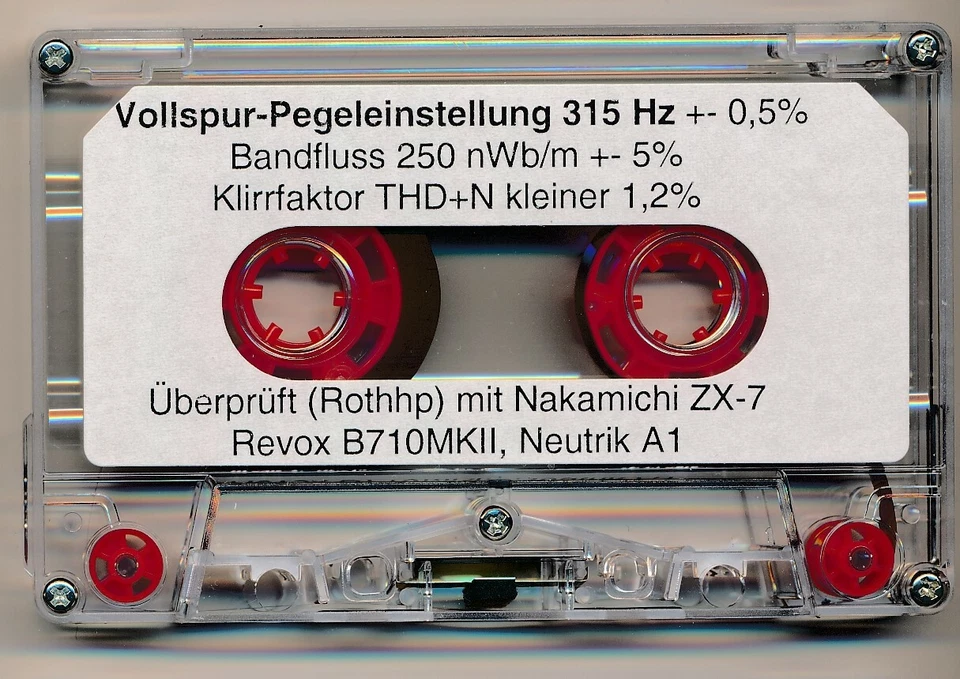 Vollspur-Pegeleinstellung 315 Hz +- 0,5%
Bandfluss 250 nWb/m +- 5%
Klirrfaktor THD+N kleiner 1,2%
Überprüft (Rothhp) mit Nakamichi ZX-7
Revox B710MKII, Neutrik A1